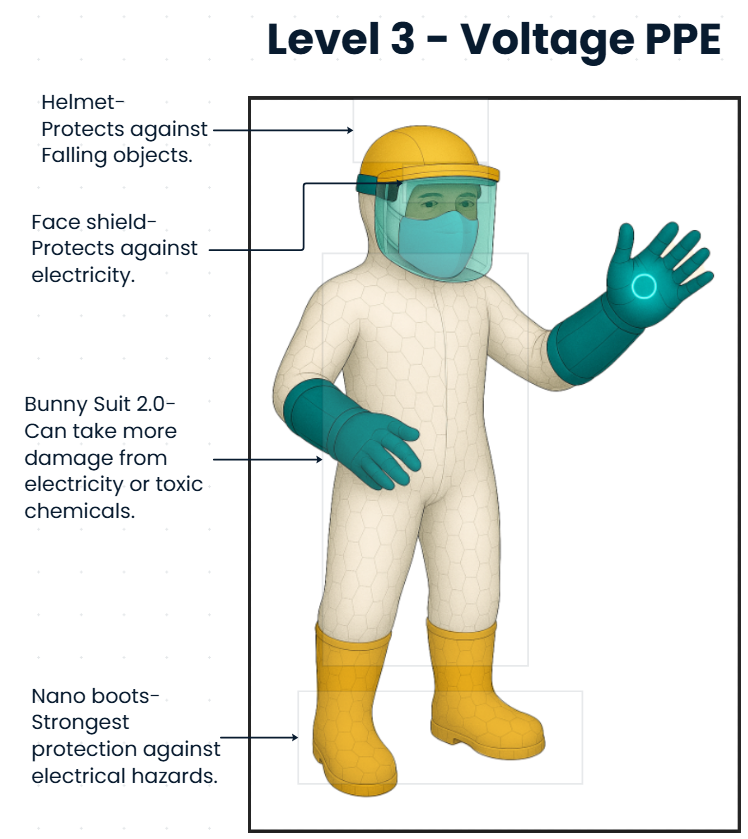 Level 3 - Voltage PPE
Helmet-
Protects against
Falling objects.
Face shield-
Protects against
electricity.
Bunny Suit 2.0-
Can take more
damage from
electricity or toxic
chemicals.
Nano boots-
Strongest
protection against
electrical hazards.